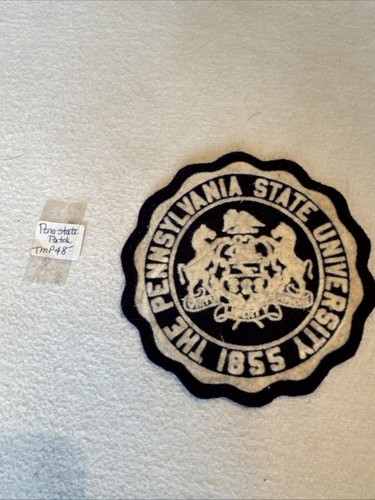 Penn state
Patch
TMP48-
THE PENNSYLVANIA STATE UNIVERSITY
1855